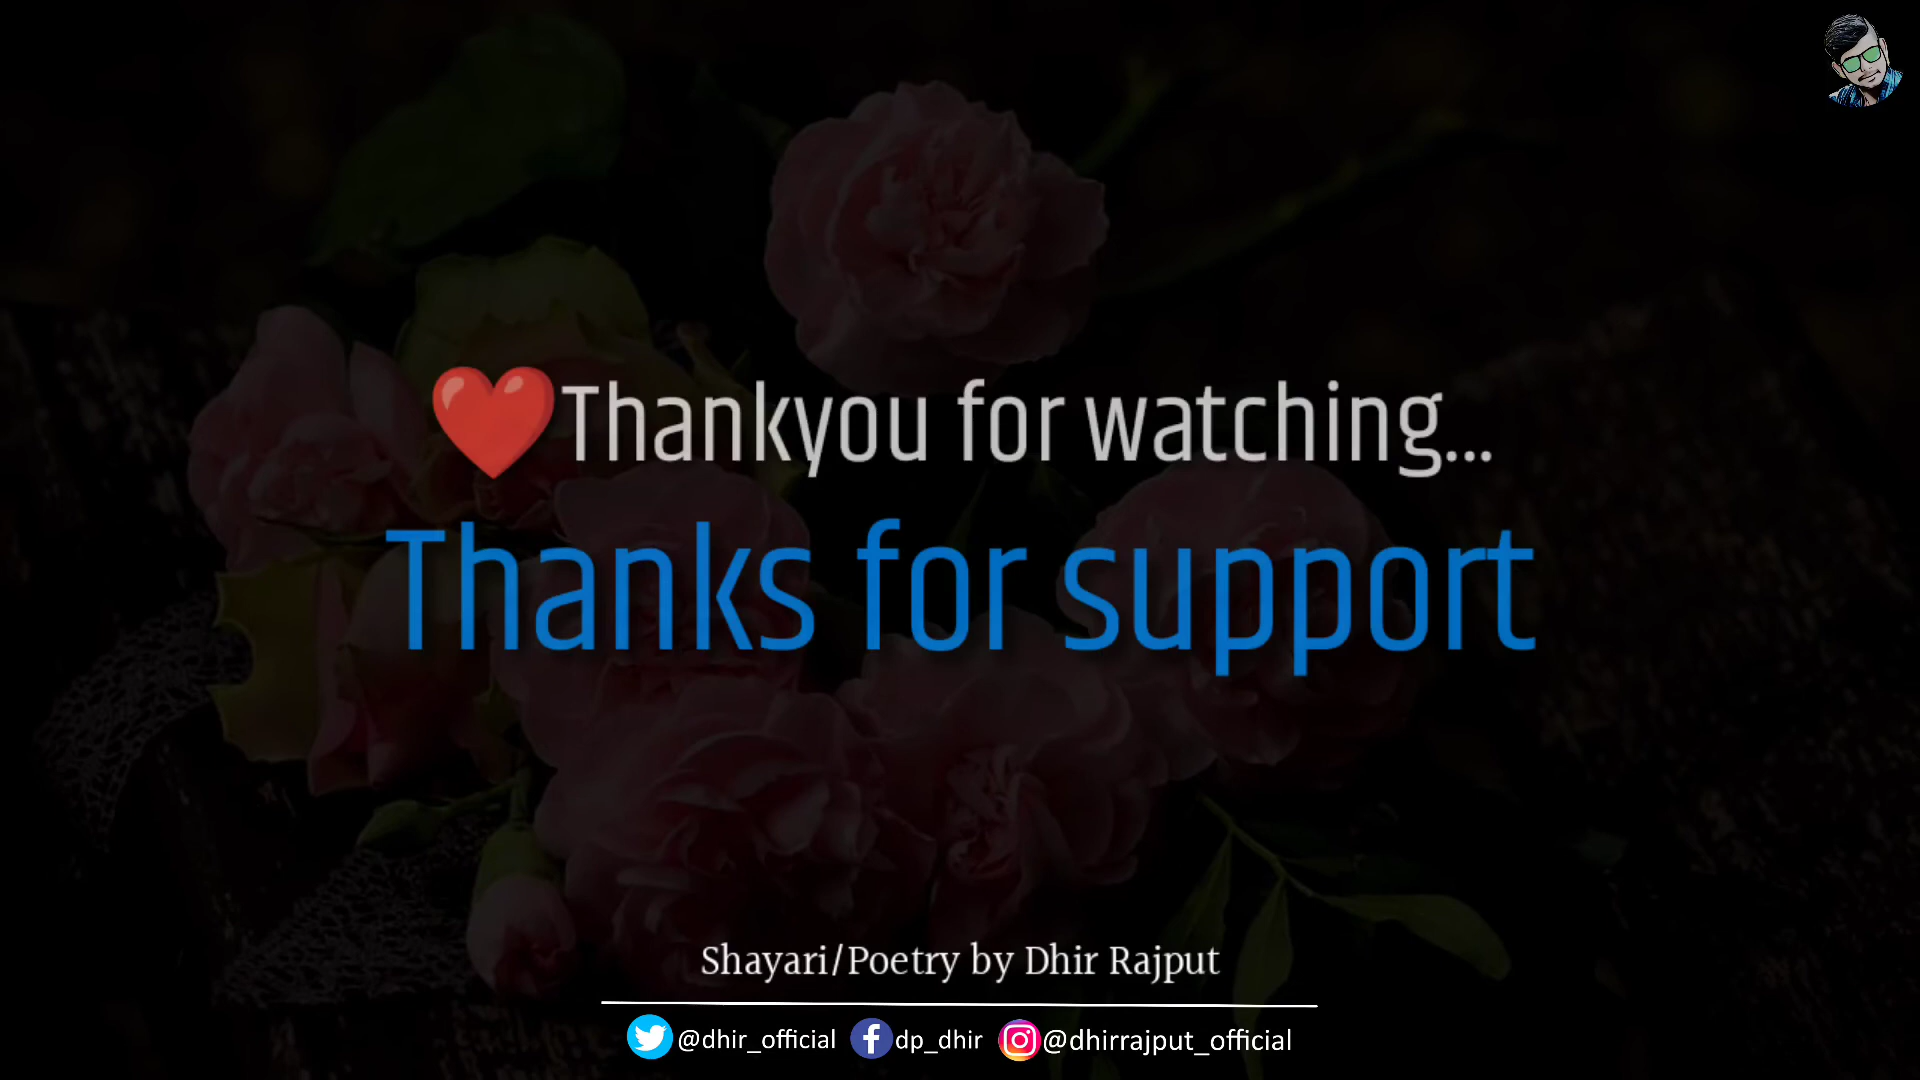 ❤️Thankyou for watching...
Thanks for support
Shayari/Poetry by Dhir Rajput
@dhir_official dp_dhir @dhirrajput_official